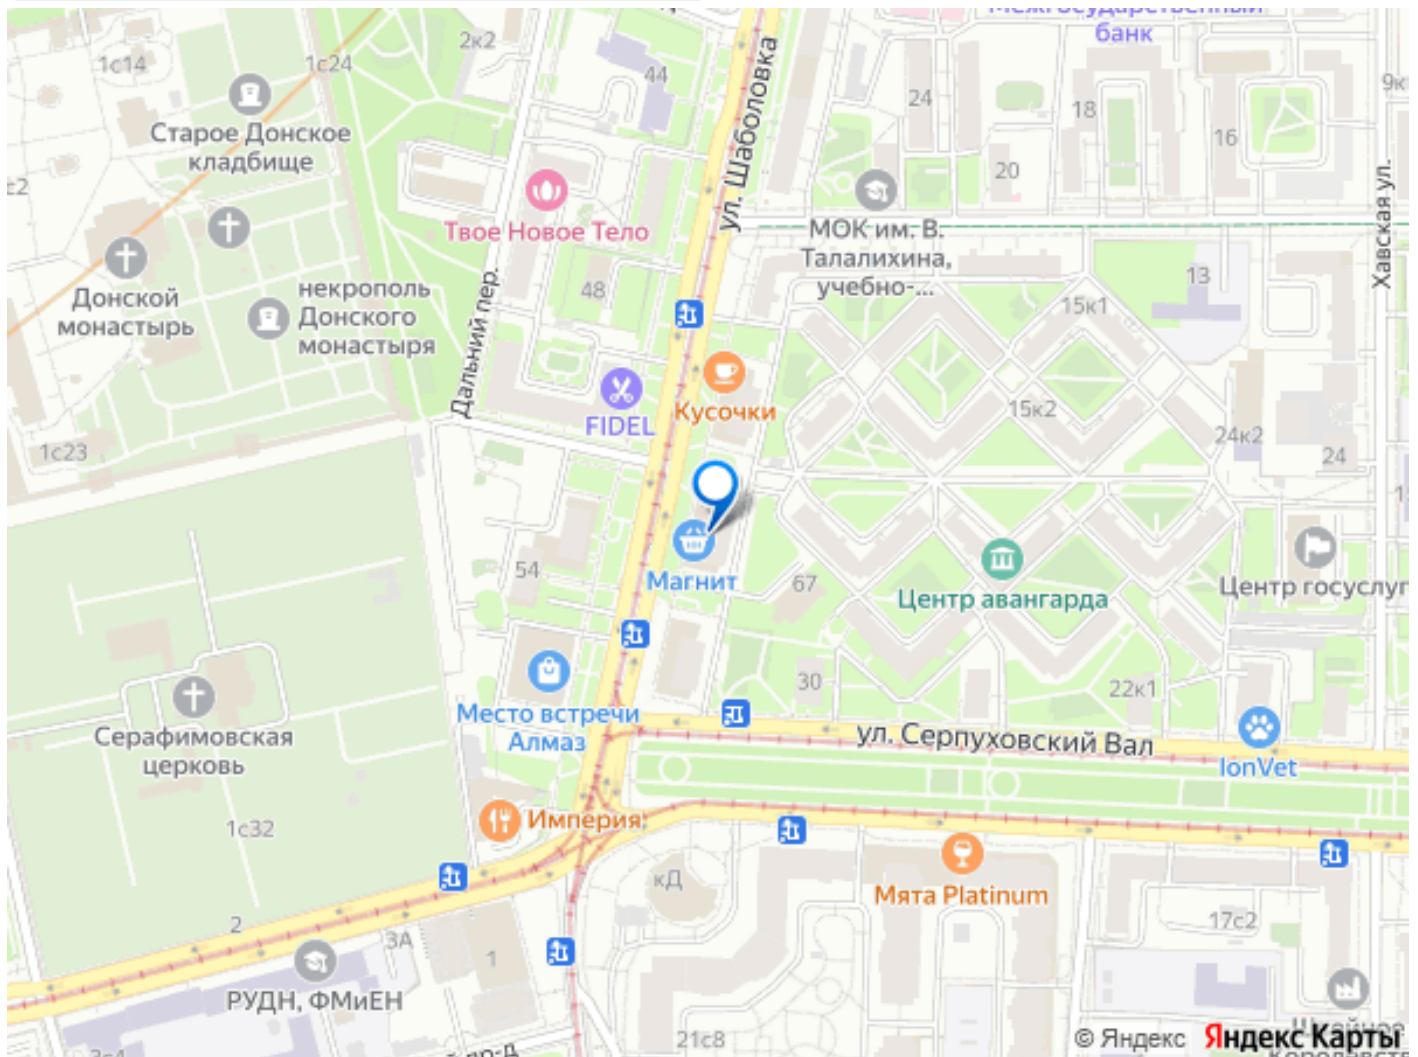 Межгосударственный
банк
2к2
1с14
1с24
44
24
18
16
20
Старое Донское
кладбище
ул. Шаболовка
Хавская ул.
Твое Новое Тело
МОК им. В.
Талалихина,
учебно-...
Донской
монастырь
некрополь
Донского
монастыря
Дальний пер.
48
13
15к1
FIDEL
Кусочки
15к2
24к2
24
1с23
Магнит
54
67
Центр авангарда
Центр госуслуг
30
22к1
Место встречи
Алмаз
ул. Серпуховский Вал
IonVet
Серафимовская
церковь
1с32
Империя
кД
Мята Platinum
17с2
2
3А
1
РУДН, ФМиЕН
21с8
© Яндекс Яндекс Карты